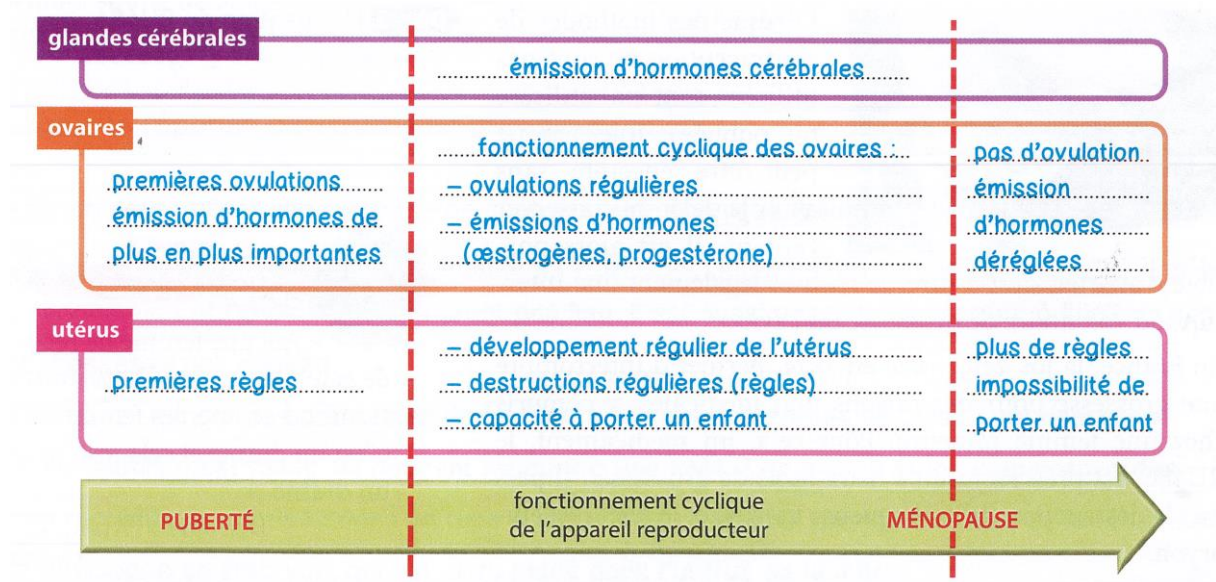 glandes cérébrales
émission d'hormones cérébrales
ovaires
premières ovulations
émission d'hormones de
plus en plus importantes
fonctionnement cyclique des ovaires :
– ovulations régulières
– émissions d'hormones
(œstrogènes, progestérone)
pas d'ovulation
émission
d'hormones
déréglées
utérus
premières règles
– développement régulier de l'utérus
– destructions régulières (règles)
– capacité à porter un enfant
plus de règles
impossibilité de
porter un enfant
PUBERTÉ
fonctionnement cyclique
de l'appareil reproducteur
MÉNOPAUSE